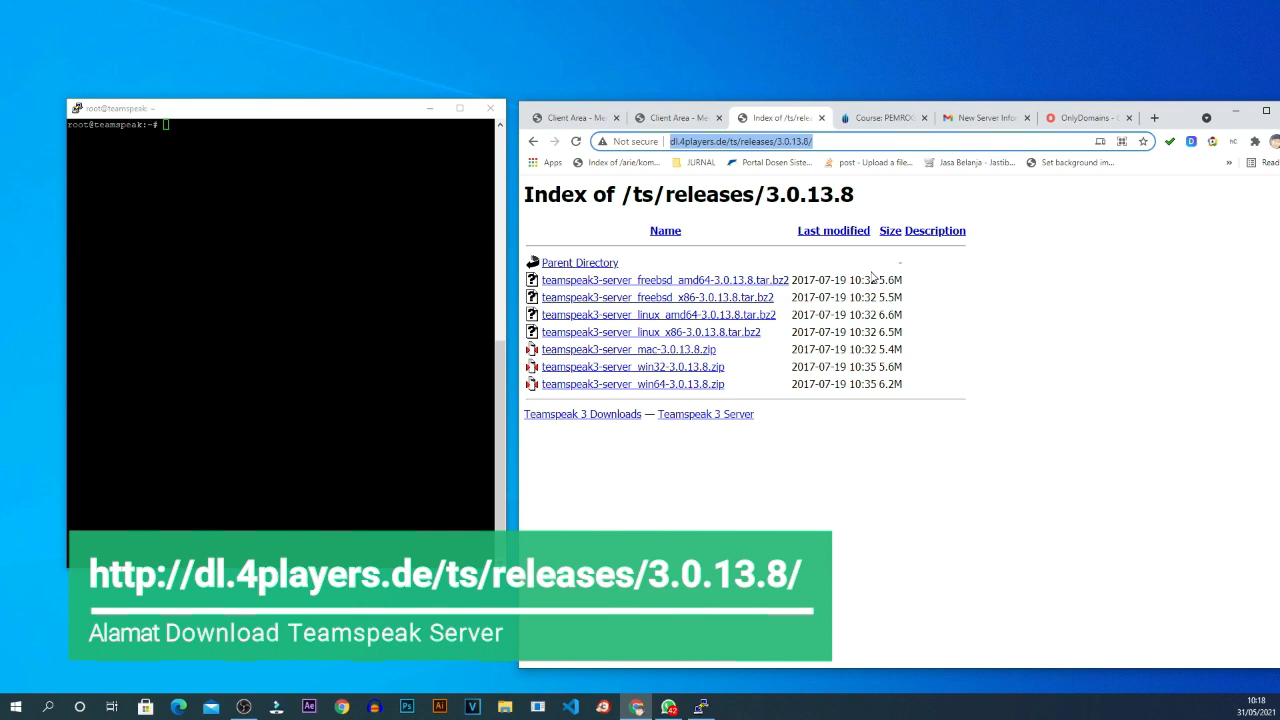 root@teamspeak: ~
root@teamspeak:~#
Client Area - Me
Client Area - Me
Index of /ts/rele
Course: PEMRO
New Server Infor
OnlyDomains - C
Not secure
dl.4players.de/ts/releases/3.0.13.8/
Apps
Index of /arie/kom...
JURNAL
Portal Dosen Siste...
post - Upload a file...
Jasa Belanja - Jastib...
Set background im...
»
Read
Index of /ts/releases/3.0.13.8
Name Last modified Size Description
Parent Directory -
teamspeak3-server_freebsd_amd64-3.0.13.8.tar.bz2 2017-07-19 10:32 5.6M
teamspeak3-server_freebsd_x86-3.0.13.8.tar.bz2 2017-07-19 10:32 5.5M
teamspeak3-server_linux_amd64-3.0.13.8.tar.bz2 2017-07-19 10:32 6.6M
teamspeak3-server_linux_x86-3.0.13.8.tar.bz2 2017-07-19 10:32 6.5M
teamspeak3-server_mac-3.0.13.8.zip 2017-07-19 10:32 5.4M
teamspeak3-server_win32-3.0.13.8.zip 2017-07-19 10:35 5.6M
teamspeak3-server_win64-3.0.13.8.zip 2017-07-19 10:35 6.2M
Teamspeak 3 Downloads — Teamspeak 3 Server
http://dl.4players.de/ts/releases/3.0.13.8/
Alamat Download Teamspeak Server
Ae
Ps
Ai
V
42
10:18
31/05/2021